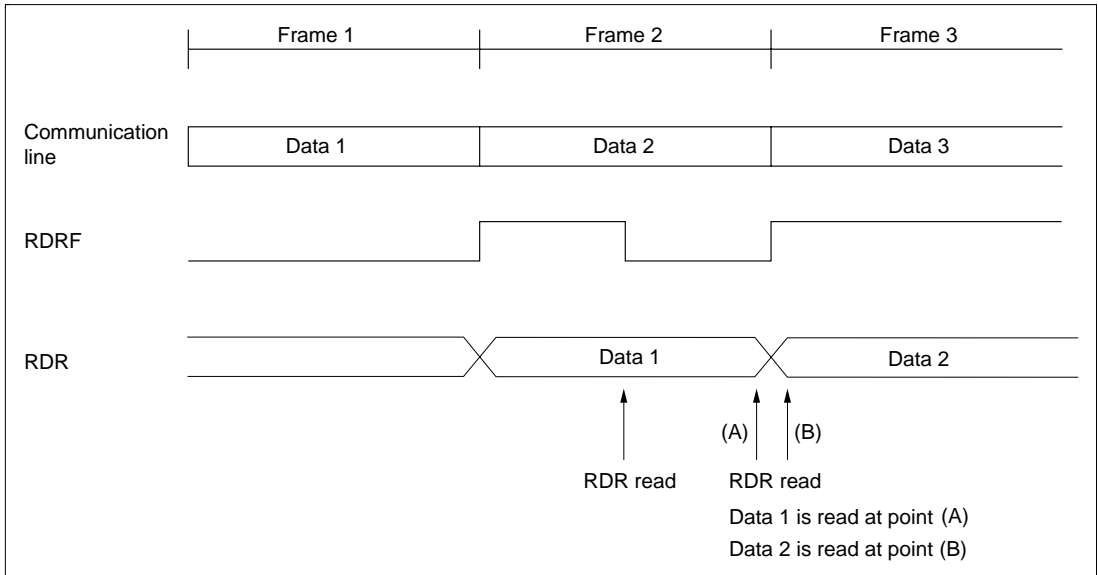 Frame 1
Frame 2
Frame 3
Communication
line
Data 1
Data 2
Data 3
RDRF
RDR
Data 1
Data 2
(A)
(B)
RDR read
RDR read
Data 1 is read at point (A)
Data 2 is read at point (B)